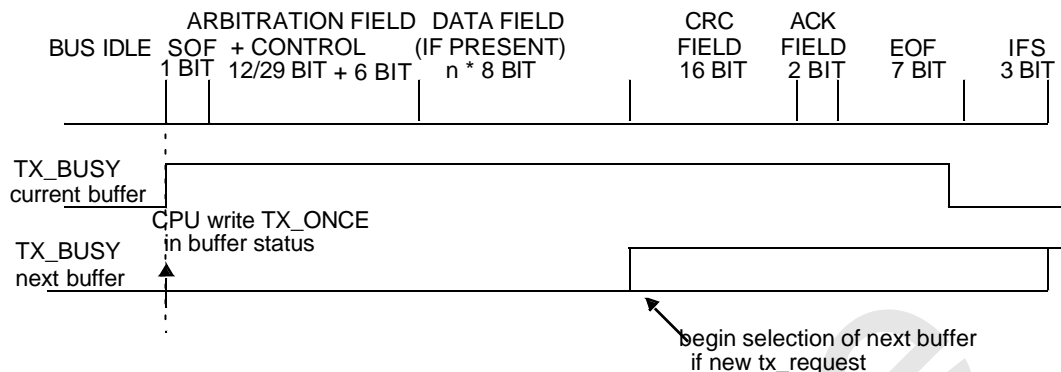 ARBITRATION FIELD DATA FIELD CRC ACK
BUS IDLE SOF + CONTROL (IF PRESENT) FIELD FIELD EOF IFS
1 BIT 12/29 BIT + 6 BIT n * 8 BIT 16 BIT 2 BIT 7 BIT 3 BIT
TX_BUSY
current buffer
CPU write TX_ONCE
in buffer status
TX_BUSY
next buffer
begin selection of next buffer
if new tx_request